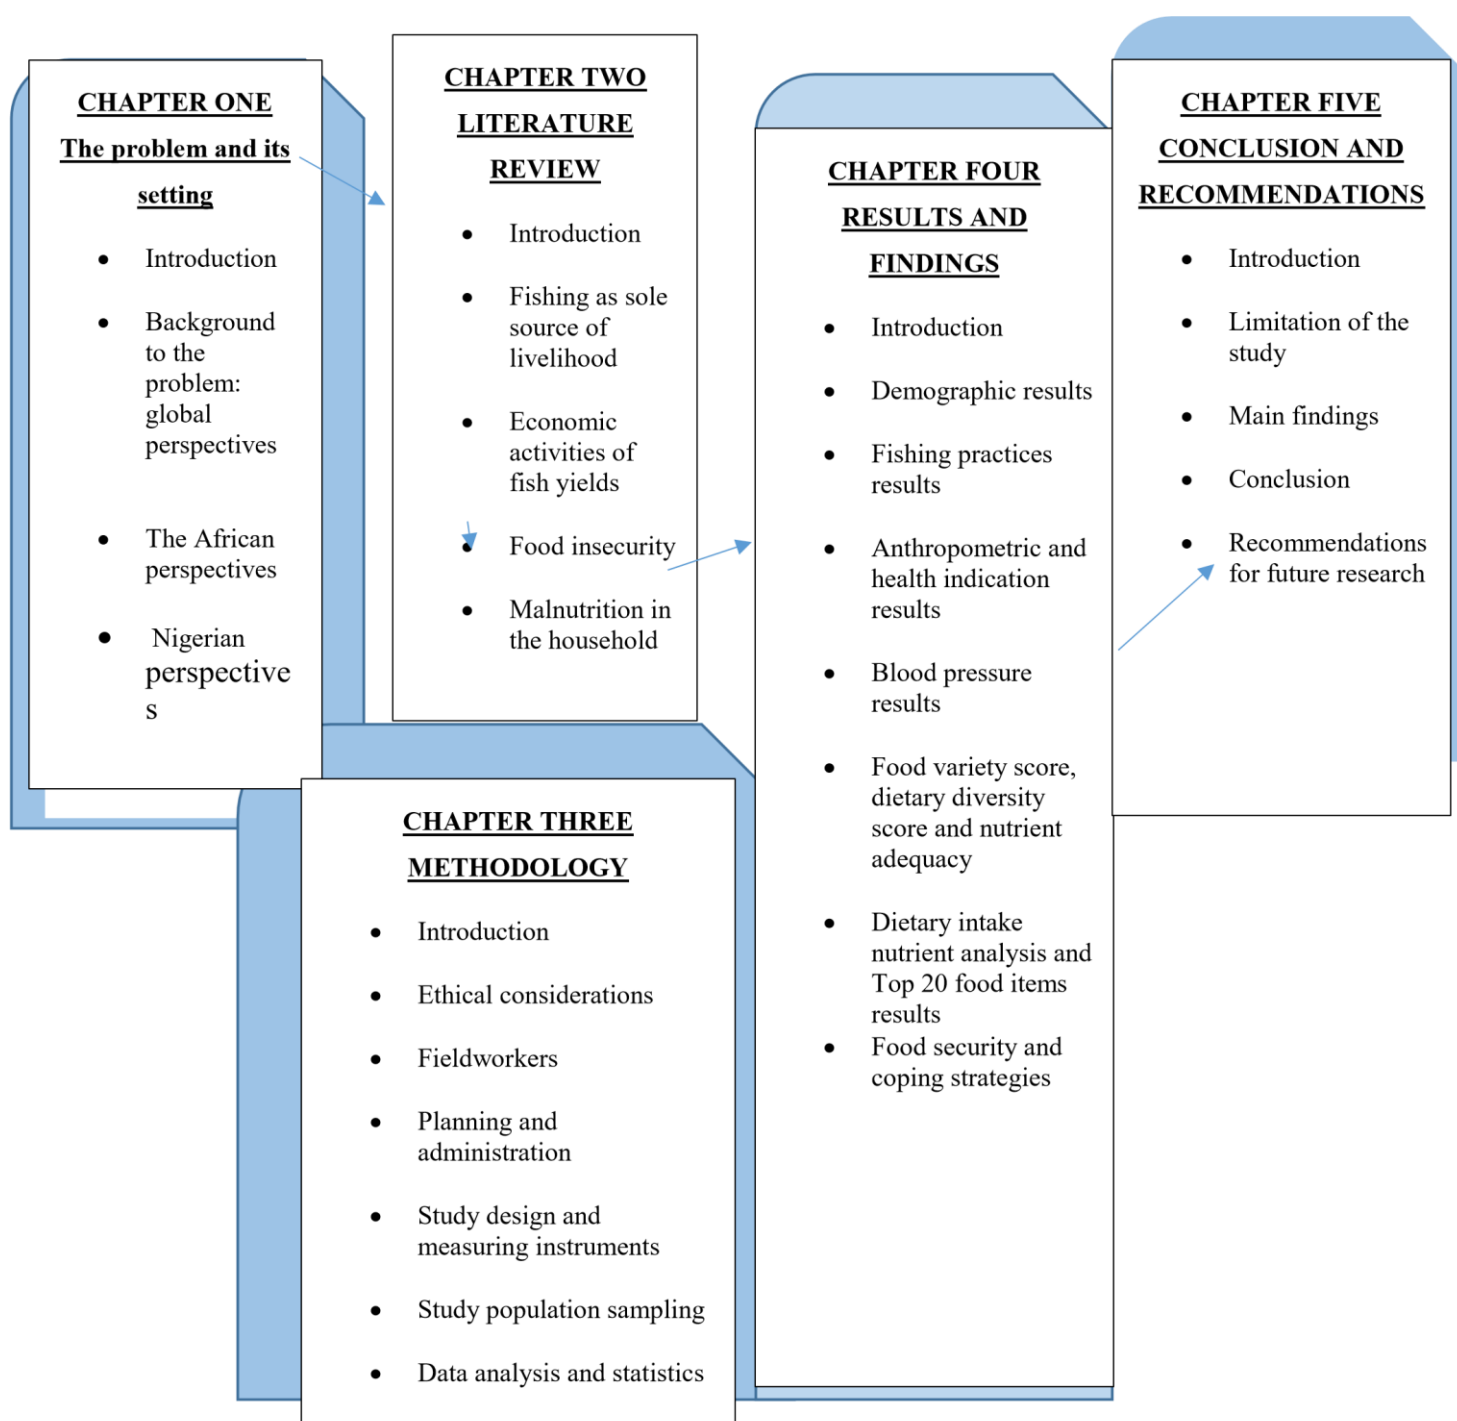 CHAPTER ONE
The problem and its
setting
• Introduction
• Background
to the
problem:
global
perspectives
• The African
perspectives
• Nigerian
perspective
s
CHAPTER TWO
LITERATURE
REVIEW
• Introduction
• Fishing as sole
source of
livelihood
• Economic
activities of
fish yields
• Food insecurity
• Malnutrition in
the household
CHAPTER THREE
METHODOLOGY
• Introduction
• Ethical considerations
• Fieldworkers
• Planning and
administration
• Study design and
measuring instruments
• Study population sampling
• Data analysis and statistics
CHAPTER FOUR
RESULTS AND
FINDINGS
• Introduction
• Demographic results
• Fishing practices
results
• Anthropometric and
health indication
results
• Blood pressure
results
• Food variety score,
dietary diversity
score and nutrient
adequacy
• Dietary intake
nutrient analysis and
Top 20 food items
results
• Food security and
coping strategies
CHAPTER FIVE
CONCLUSION AND
RECOMMENDATIONS
• Introduction
• Limitation of the
study
• Main findings
• Conclusion
• Recommendations
for future research